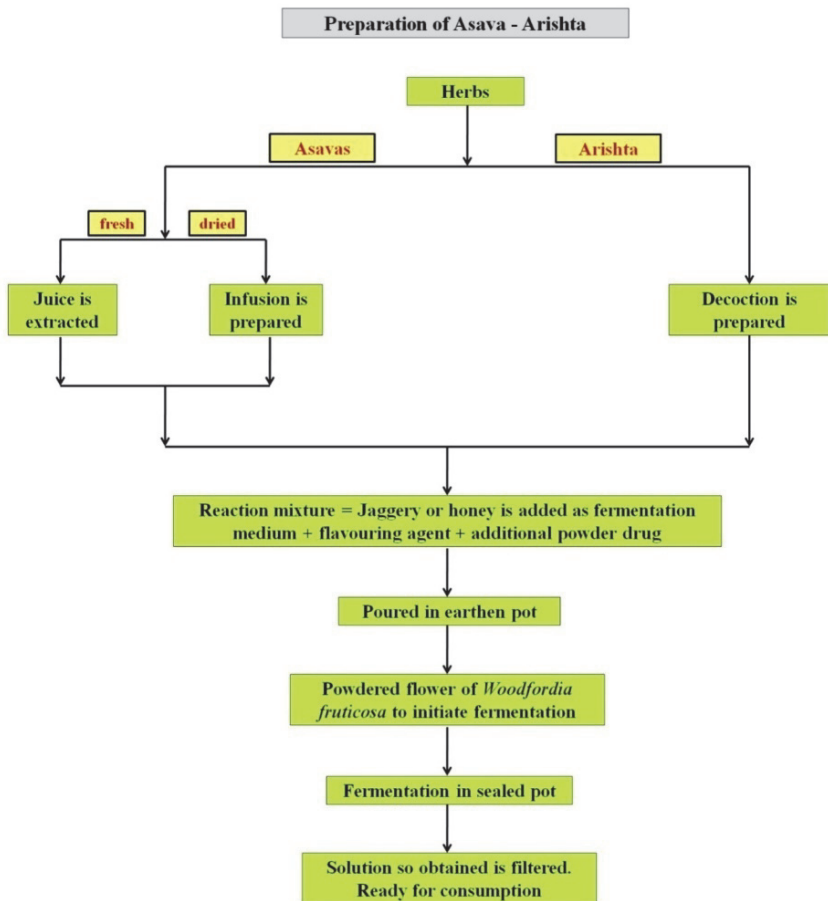 Preparation of Asava - Arishta
Herbs
Asavas
Arishta
fresh
dried
Juice is
extracted
Infusion is
prepared
Decoction is
prepared
Reaction mixture = Jaggery or honey is added as fermentation
medium + flavouring agent + additional powder drug
Poured in earthen pot
Powdered flower of Woodfordia
fruticosa to initiate fermentation
Fermentation in sealed pot
Solution so obtained is filtered.
Ready for consumption